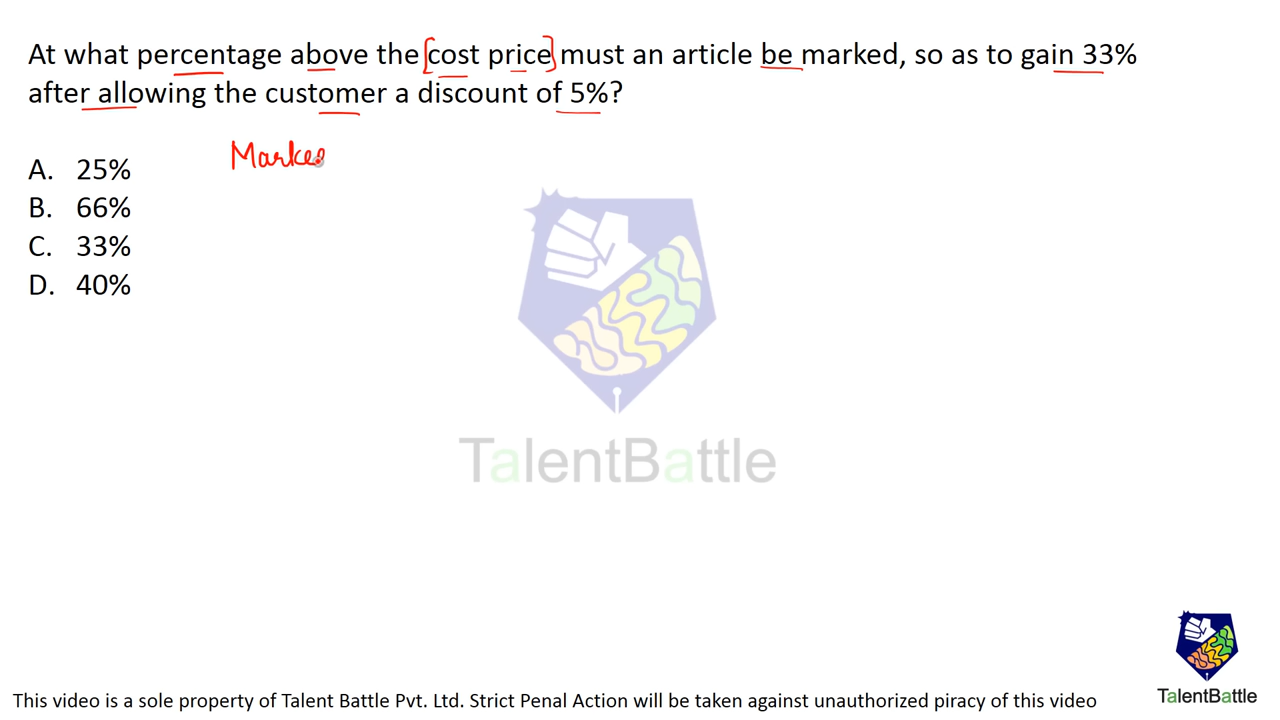 At what percentage above the [cost price] must an article be marked, so as to gain 33%
after allowing the customer a discount of 5%?
Marke
A. 25%
B. 66%
C. 33%
D. 40%
TalentBattle
TalentBattle
This video is a sole property of Talent Battle Pvt. Ltd. Strict Penal Action will be taken against unauthorized piracy of this video